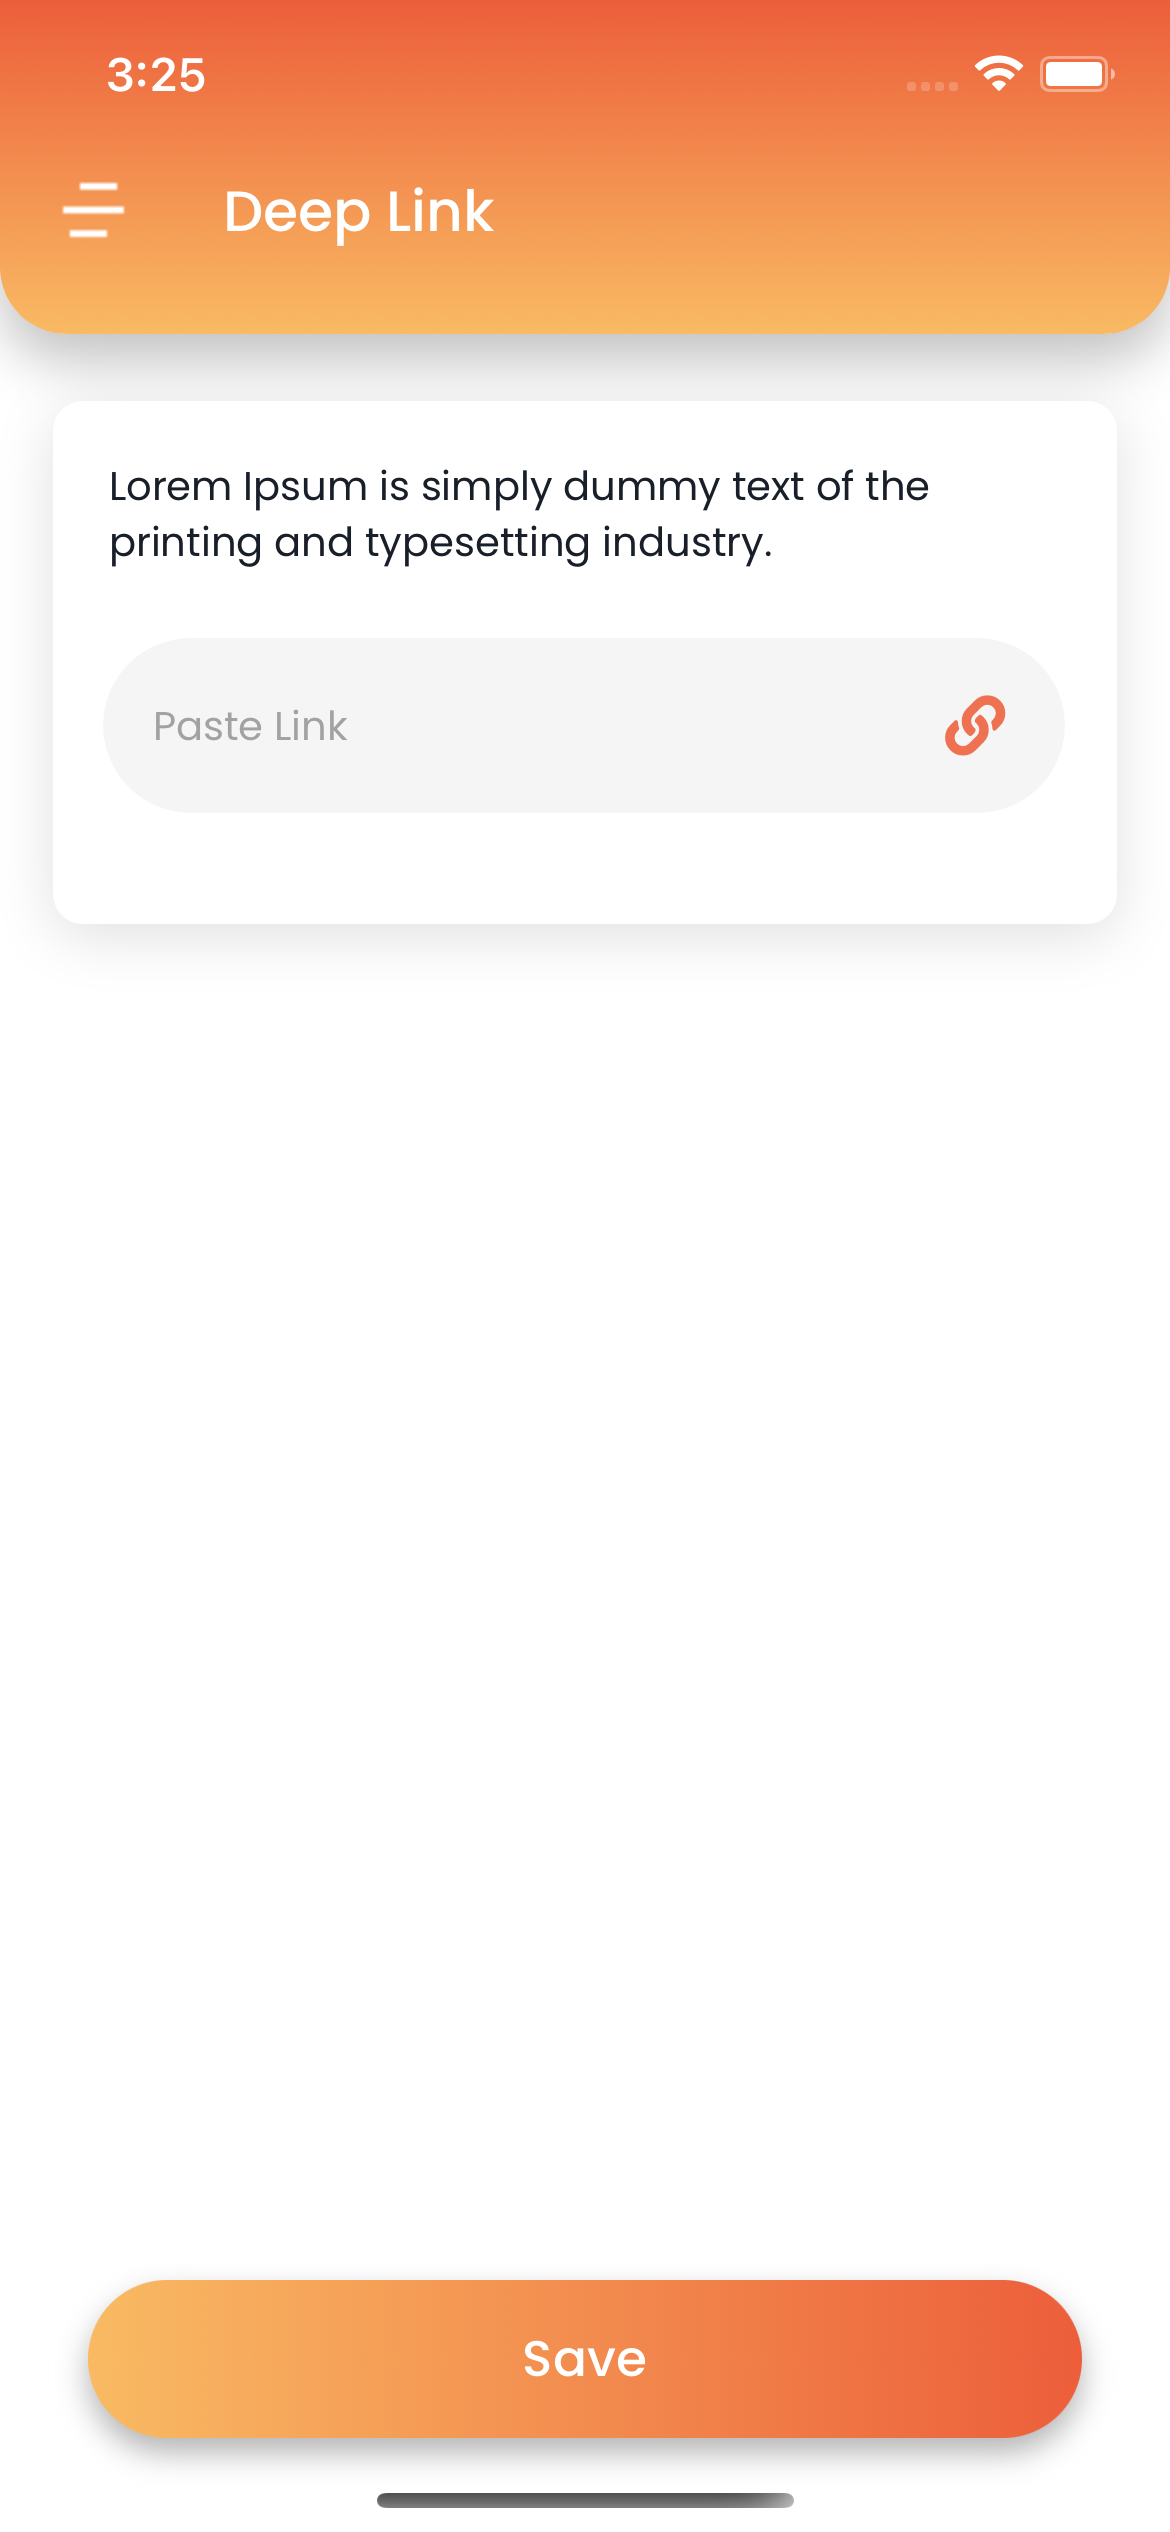 3:25
Deep Link
Lorem Ipsum is simply dummy text of the
printing and typesetting industry.
Paste Link
Save